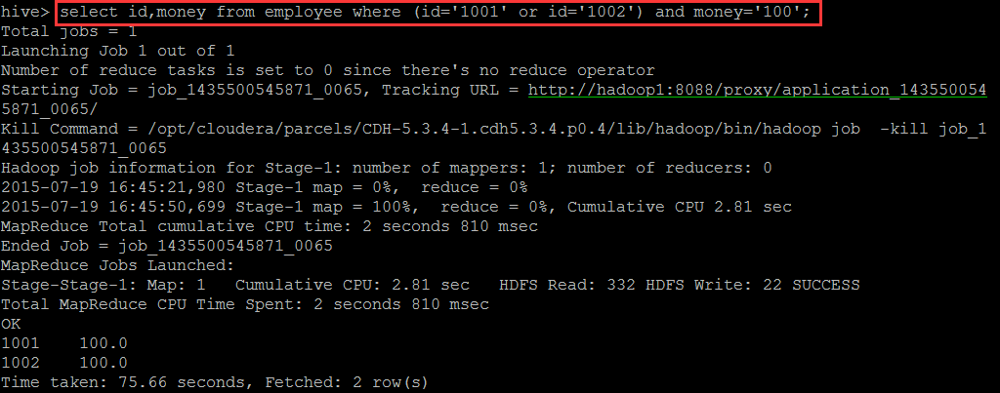 hive> select id,money from employee where (id='1001' or id='1002') and money='100';
Total jobs = 1
Launching Job 1 out of 1
Number of reduce tasks is set to 0 since there's no reduce operator
Starting Job = job_1435500545871_0065, Tracking URL = http://hadoop1:8088/proxy/application_143550054
5871_0065/
Kill Command = /opt/cloudera/parcels/CDH-5.3.4-1.cdh5.3.4.p0.4/lib/hadoop/bin/hadoop job  -kill job_1
435500545871_0065
Hadoop job information for Stage-1: number of mappers: 1; number of reducers: 0
2015-07-19 16:45:21,980 Stage-1 map = 0%,  reduce = 0%
2015-07-19 16:45:50,699 Stage-1 map = 100%,  reduce = 0%, Cumulative CPU 2.81 sec
MapReduce Total cumulative CPU time: 2 seconds 810 msec
Ended Job = job_1435500545871_0065
MapReduce Jobs Launched:
Stage-Stage-1: Map: 1   Cumulative CPU: 2.81 sec   HDFS Read: 332 HDFS Write: 22 SUCCESS
Total MapReduce CPU Time Spent: 2 seconds 810 msec
OK
1001    100.0
1002    100.0
Time taken: 75.66 seconds, Fetched: 2 row(s)